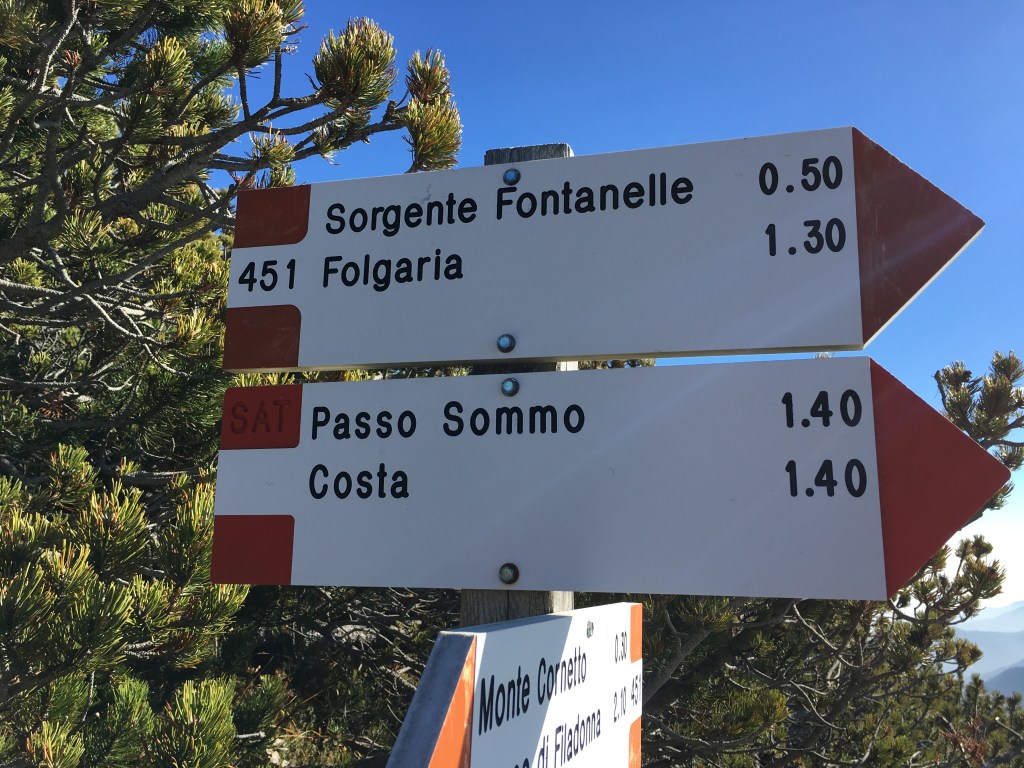 Sorgente Fontanelle 0.50
451 Folgaria 1.30
SAT Passo Sommo 1.40
Costa 1.40
Monte Cornetto 0.30
di Filadonna 2.10 451